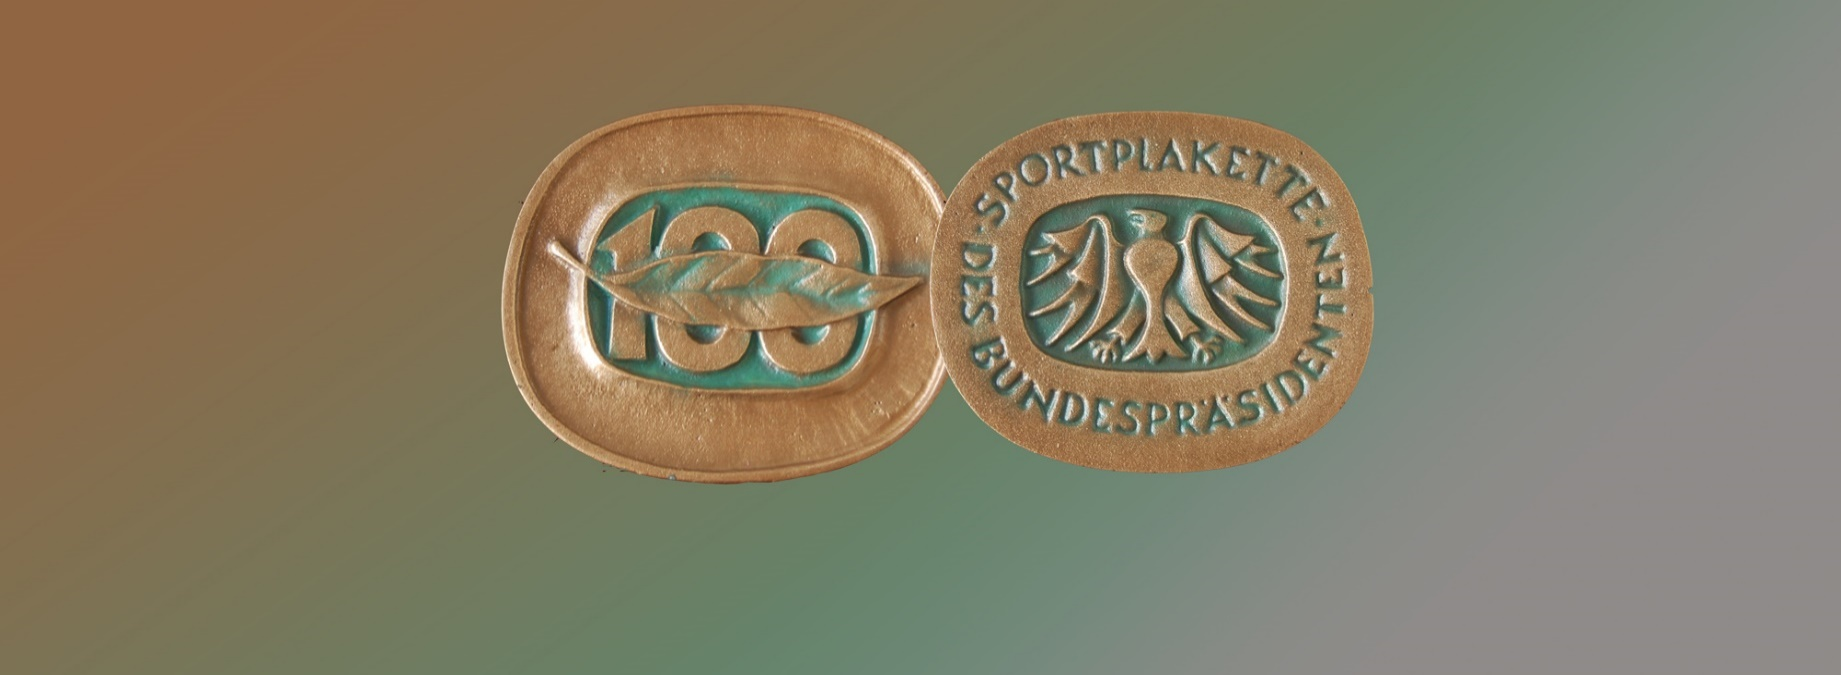 100
·SPORTPLAKETTE·
DES BUNDESPRÄSIDENTEN